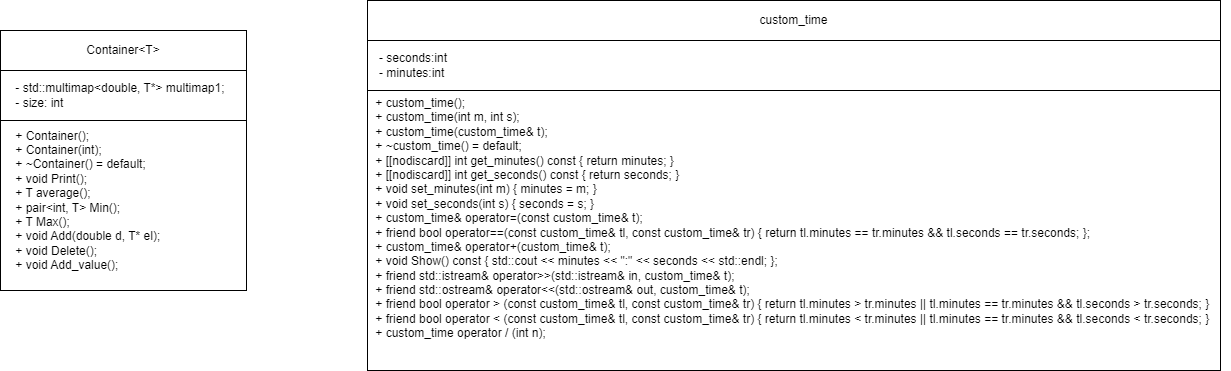 Container<T>
- std::multimap<double, T*> multimap1;
- size: int
+ Container();
+ Container(int);
+ ~Container() = default;
+ void Print();
+ T average();
+ pair<int, T> Min();
+ T Max();
+ void Add(double d, T* el);
+ void Delete();
+ void Add_value();
custom_time
- seconds:int
- minutes:int
+ custom_time();
+ custom_time(int m, int s);
+ custom_time(custom_time& t);
+ ~custom_time() = default;
+ [[nodiscard]] int get_minutes() const { return minutes; }
+ [[nodiscard]] int get_seconds() const { return seconds; }
+ void set_minutes(int m) { minutes = m; }
+ void set_seconds(int s) { seconds = s; }
+ custom_time& operator=(const custom_time& t);
+ friend bool operator==(const custom_time& tl, const custom_time& tr) { return tl.minutes == tr.minutes && tl.seconds == tr.seconds; };
+ custom_time& operator+(custom_time& t);
+ void Show() const { std::cout << minutes << ":" << seconds << std::endl; };
+ friend std::istream& operator>>(std::istream& in, custom_time& t);
+ friend std::ostream& operator<<(std::ostream& out, custom_time& t);
+ friend bool operator > (const custom_time& tl, const custom_time& tr) { return tl.minutes > tr.minutes || tl.minutes == tr.minutes && tl.seconds > tr.seconds; }
+ friend bool operator < (const custom_time& tl, const custom_time& tr) { return tl.minutes < tr.minutes || tl.minutes == tr.minutes && tl.seconds < tr.seconds; }
+ custom_time operator / (int n);